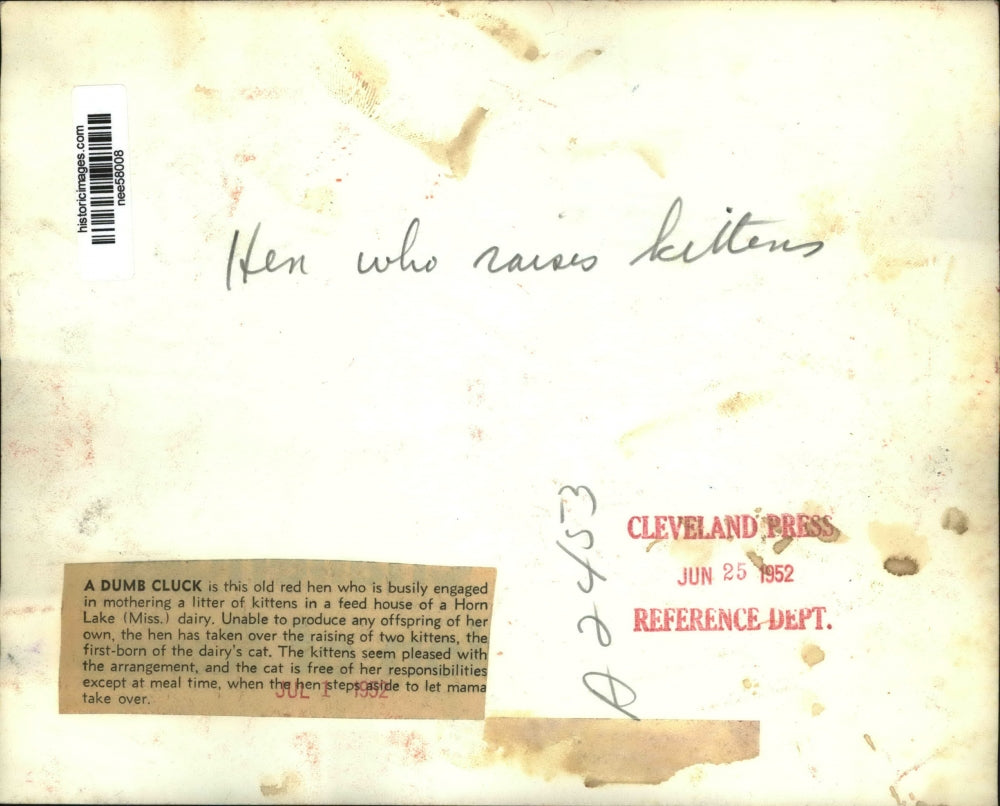 historicimages.com
nee58008
Hen who raises kittens
A2453
CLEVELAND PRESS
JUN 25 1952
REFERENCE DEPT.
A DUMB CLUCK is this old red hen who is busily engaged
in mothering a litter of kittens in a feed house of a Horn
Lake (Miss.) dairy. Unable to produce any offspring of her
own, the hen has taken over the raising of two kittens, the
first-born of the dairy's cat. The kittens seem pleased with
the arrangement, and the cat is free of her responsibilities
except at meal time, when the hen steps aside to let mama
take over.
JUL 1 1952